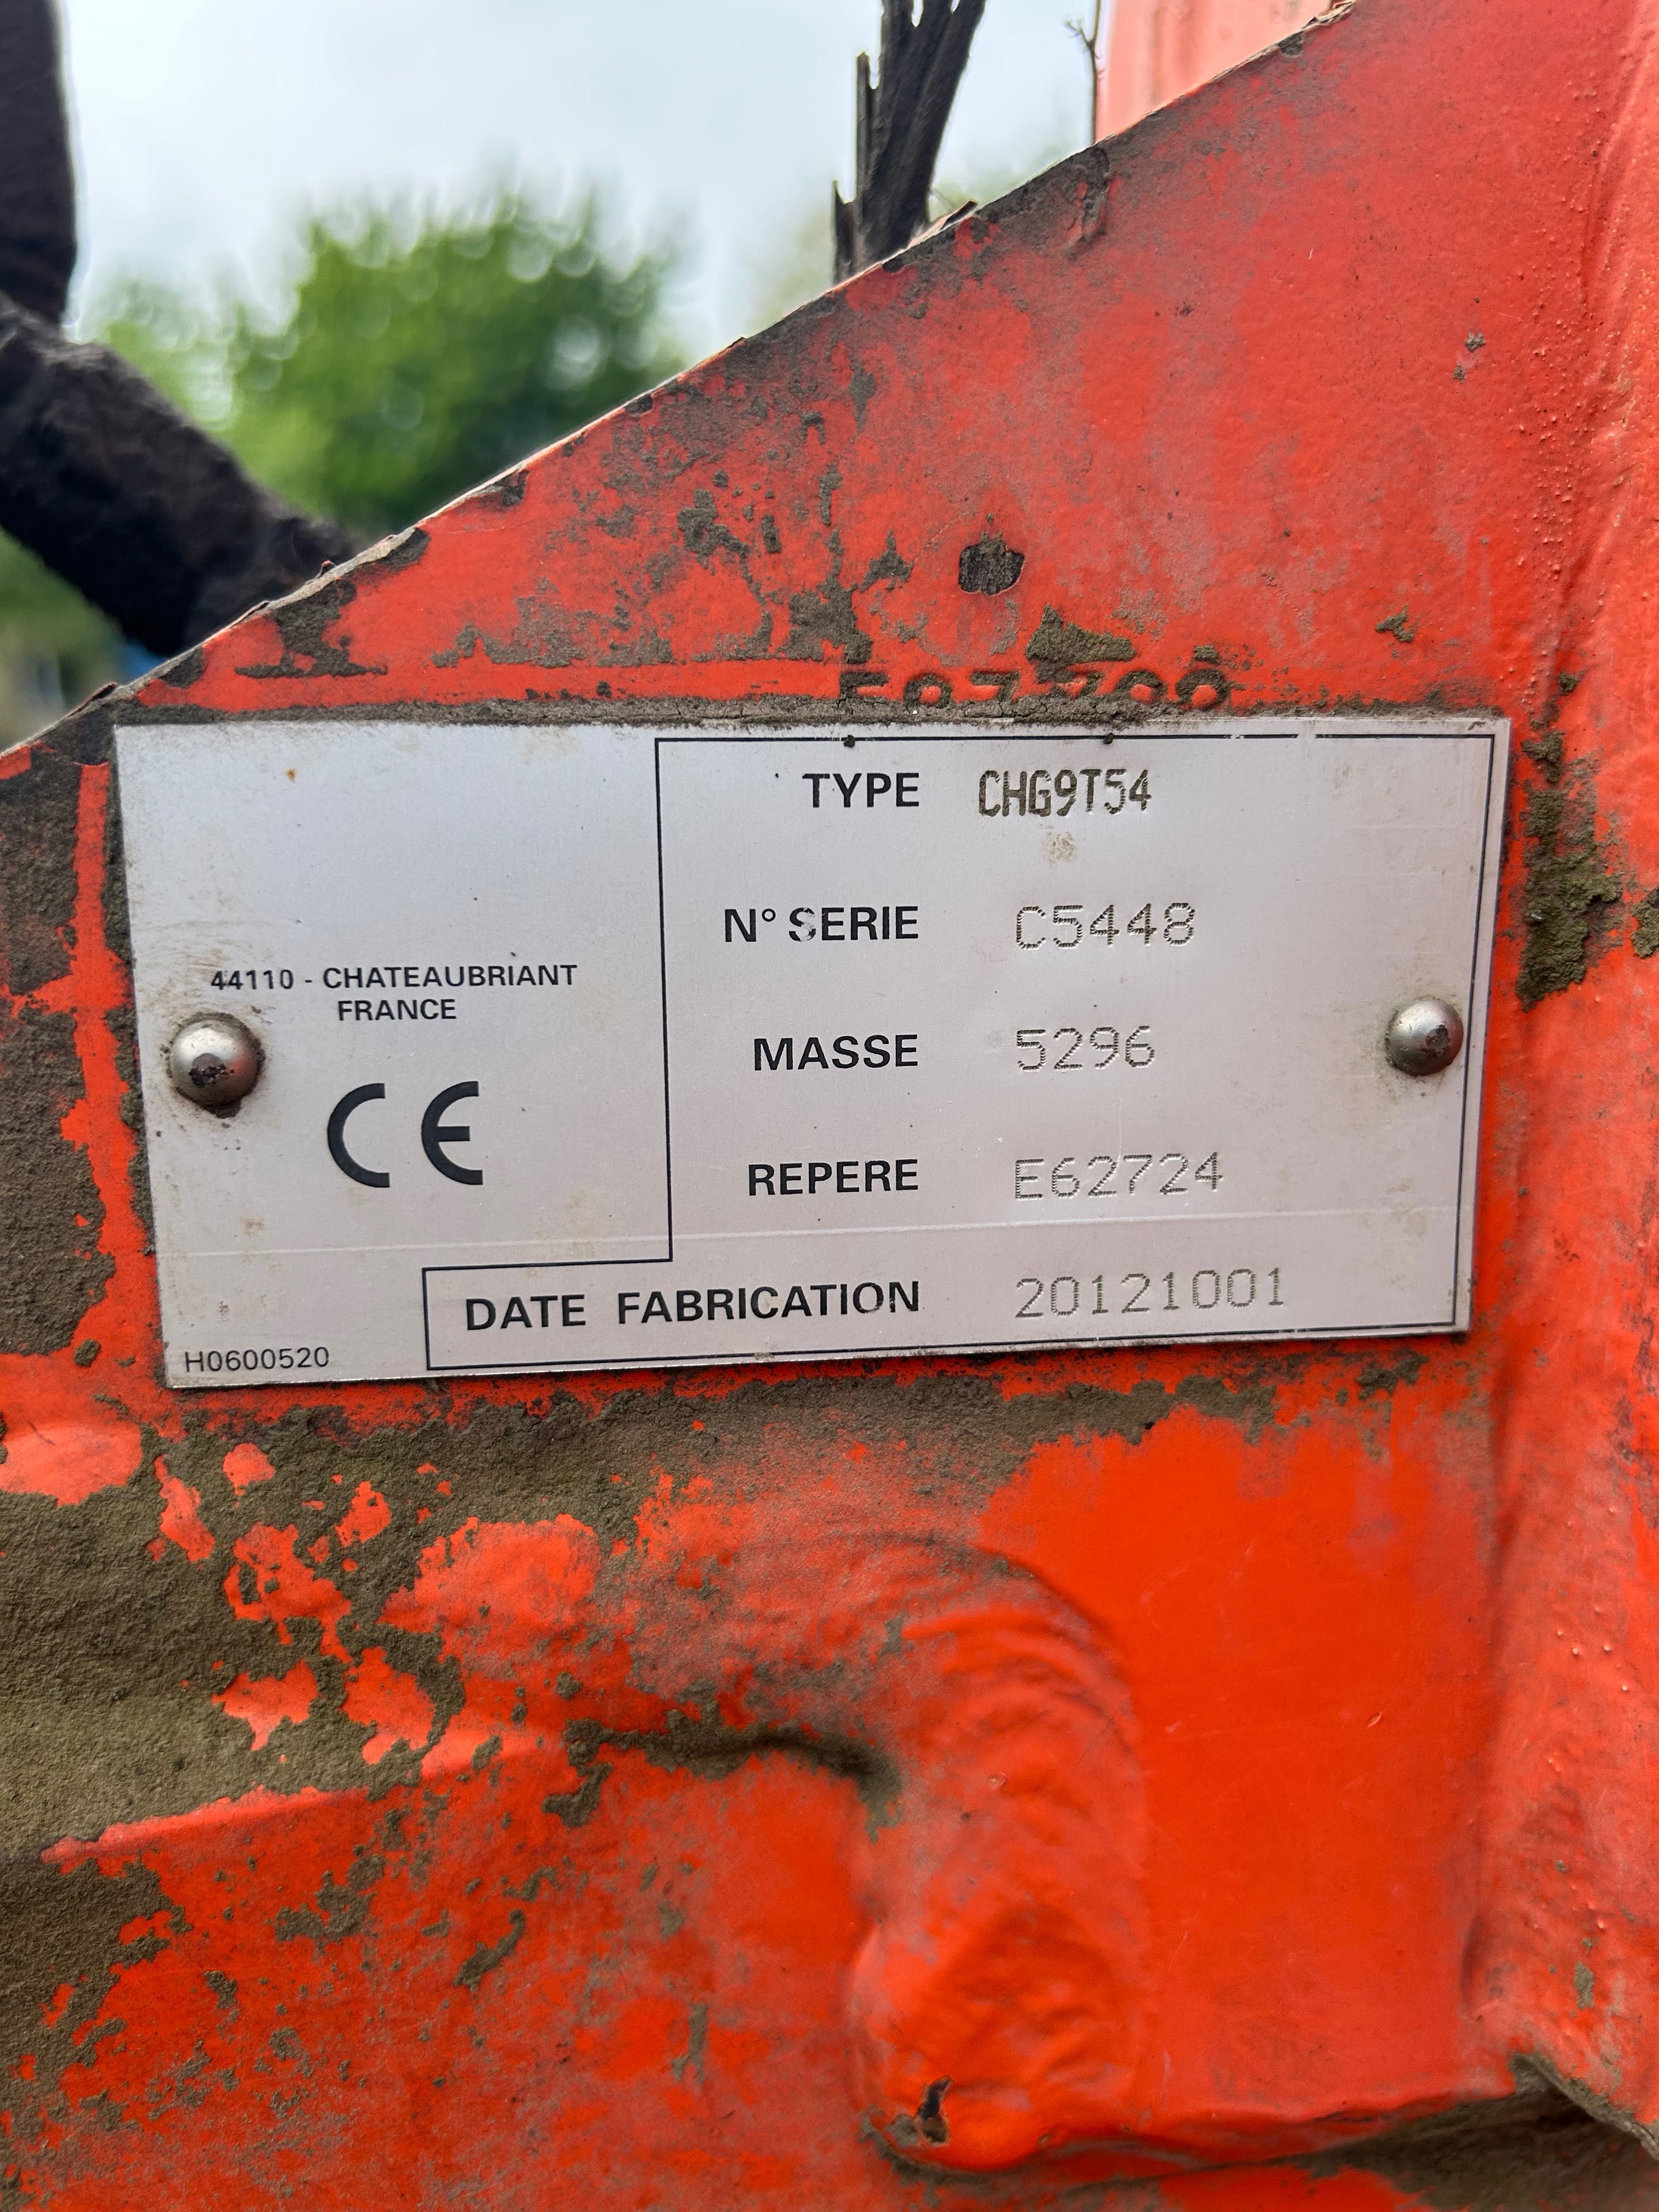 TYPE CHG9T54
N° SERIE C5448
44110 - CHATEAUBRIANT
FRANCE
MASSE 5296
CE
REPERE E62724
DATE FABRICATION 20121001
H0600520